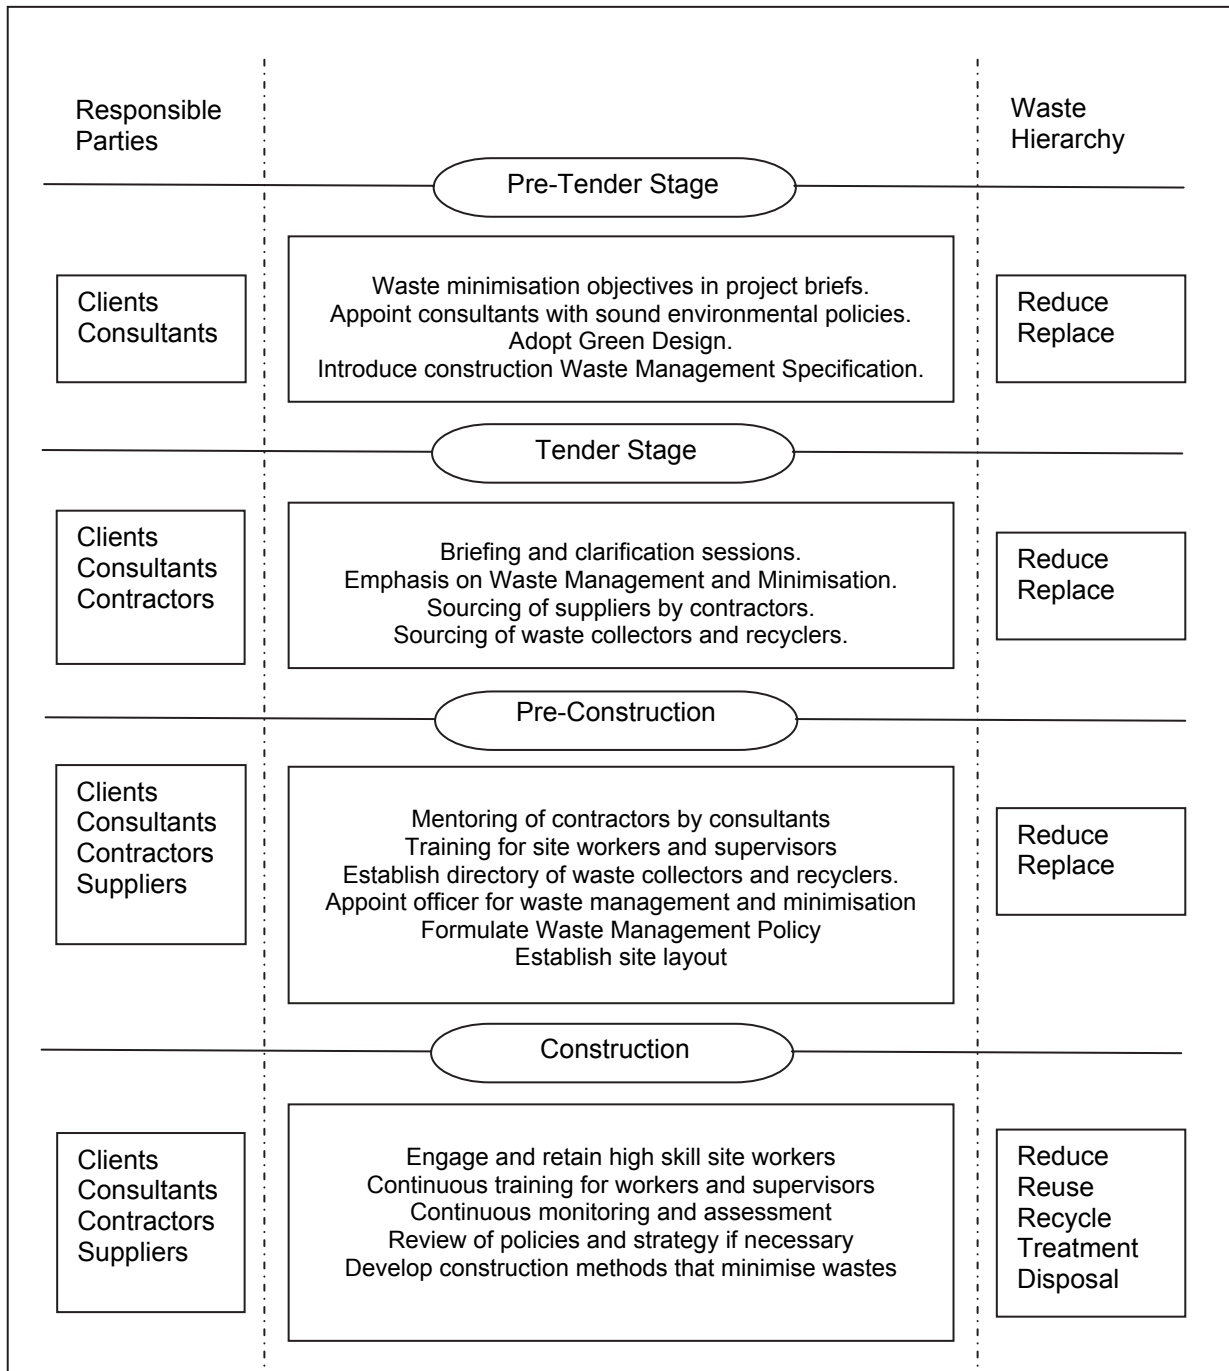 Responsible
Parties
Waste
Hierarchy
Pre-Tender Stage
Clients
Consultants
Waste minimisation objectives in project briefs.
Appoint consultants with sound environmental policies.
Adopt Green Design.
Introduce construction Waste Management Specification.
Reduce
Replace
Tender Stage
Clients
Consultants
Contractors
Briefing and clarification sessions.
Emphasis on Waste Management and Minimisation.
Sourcing of suppliers by contractors.
Sourcing of waste collectors and recyclers.
Reduce
Replace
Pre-Construction
Clients
Consultants
Contractors
Suppliers
Mentoring of contractors by consultants
Training for site workers and supervisors
Establish directory of waste collectors and recyclers.
Appoint officer for waste management and minimisation
Formulate Waste Management Policy
Establish site layout
Reduce
Replace
Construction
Clients
Consultants
Contractors
Suppliers
Engage and retain high skill site workers
Continuous training for workers and supervisors
Continuous monitoring and assessment
Review of policies and strategy if necessary
Develop construction methods that minimise wastes
Reduce
Reuse
Recycle
Treatment
Disposal